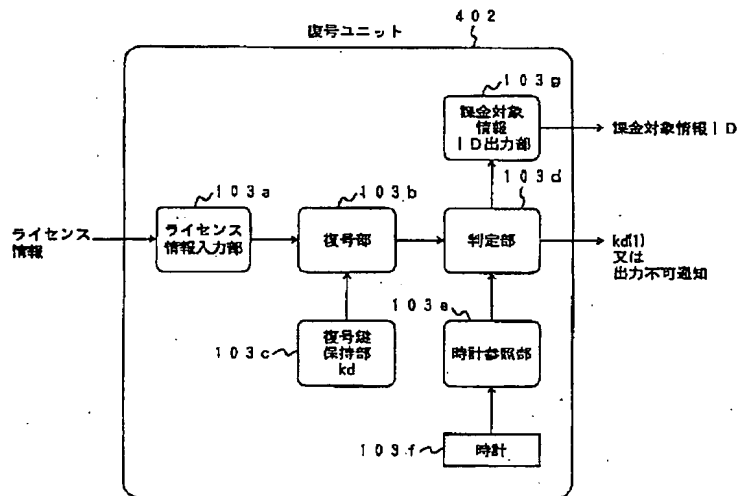 復号ユニット
402
103g
課金対象
情報
ID出力部
課金対象情報ID
103a
103b
103d
ライセンス
情報
ライセンス
情報入力部
復号部
判定部
kd(1)
又は
出力不可通知
103c
復号鍵
保持部
kd
103e
時計参照部
103f
時計